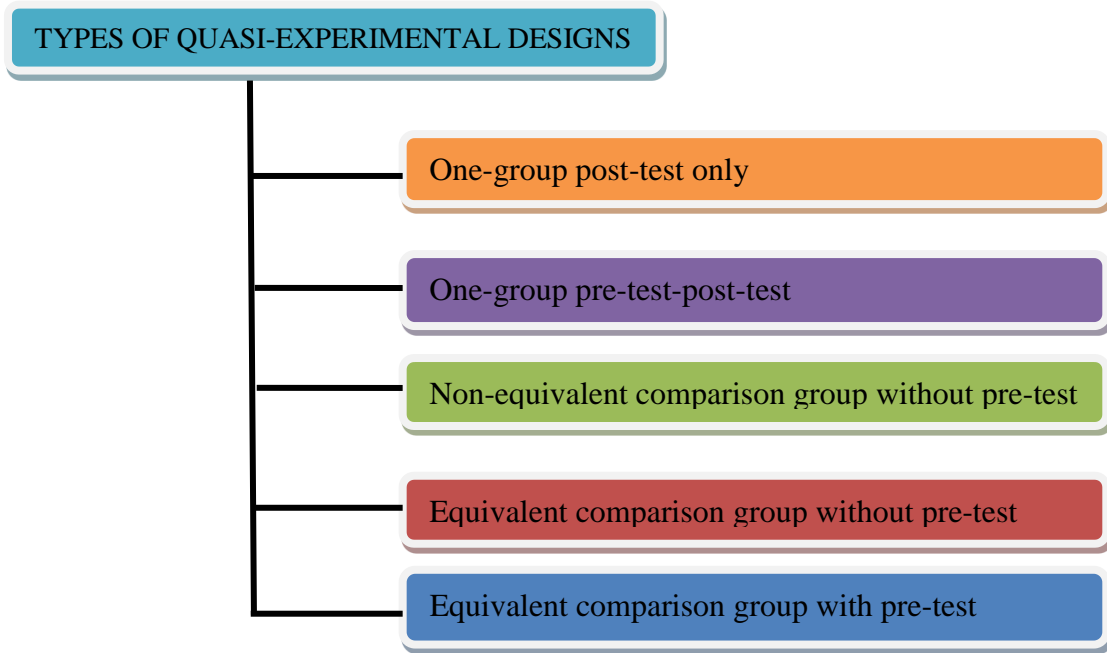 TYPES OF QUASI-EXPERIMENTAL DESIGNS
One-group post-test only
One-group pre-test-post-test
Non-equivalent comparison group without pre-test
Equivalent comparison group without pre-test
Equivalent comparison group with pre-test